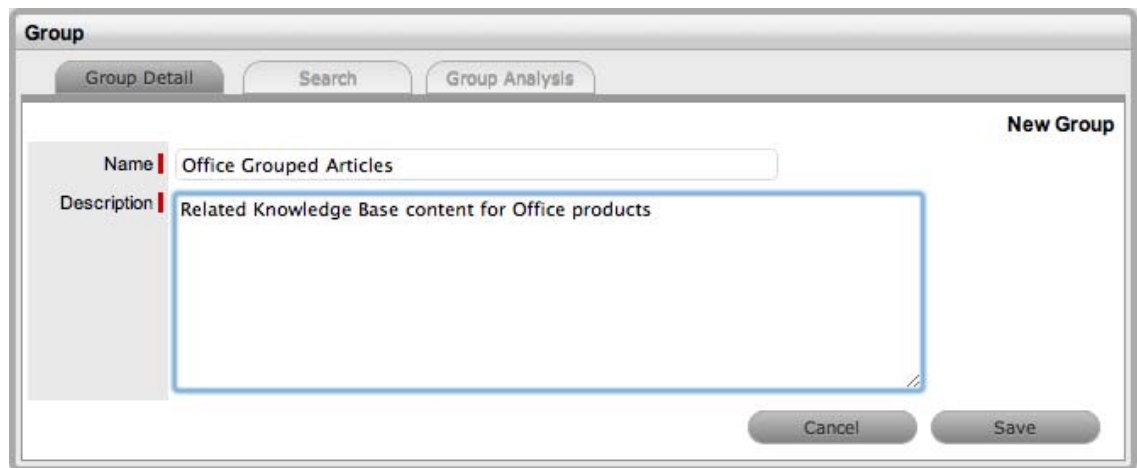 Group
Group Detail Search Group Analysis
New Group
Name Office Grouped Articles
Description Related Knowledge Base content for Office products
Cancel Save